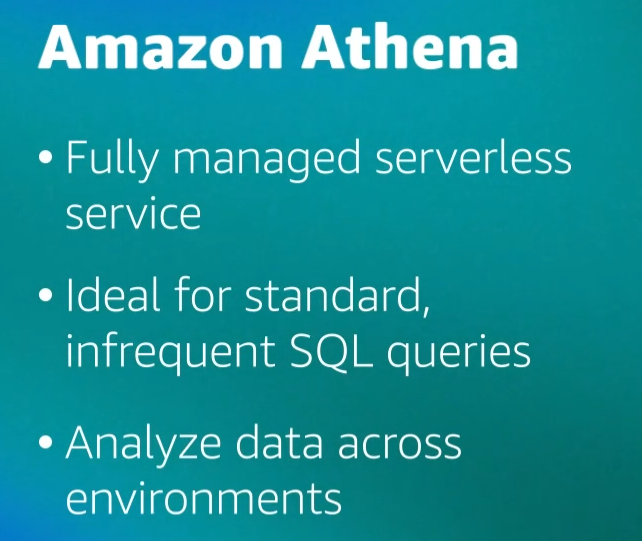 Amazon Athena
• Fully managed serverless
service
• Ideal for standard,
infrequent SQL queries
• Analyze data across
environments